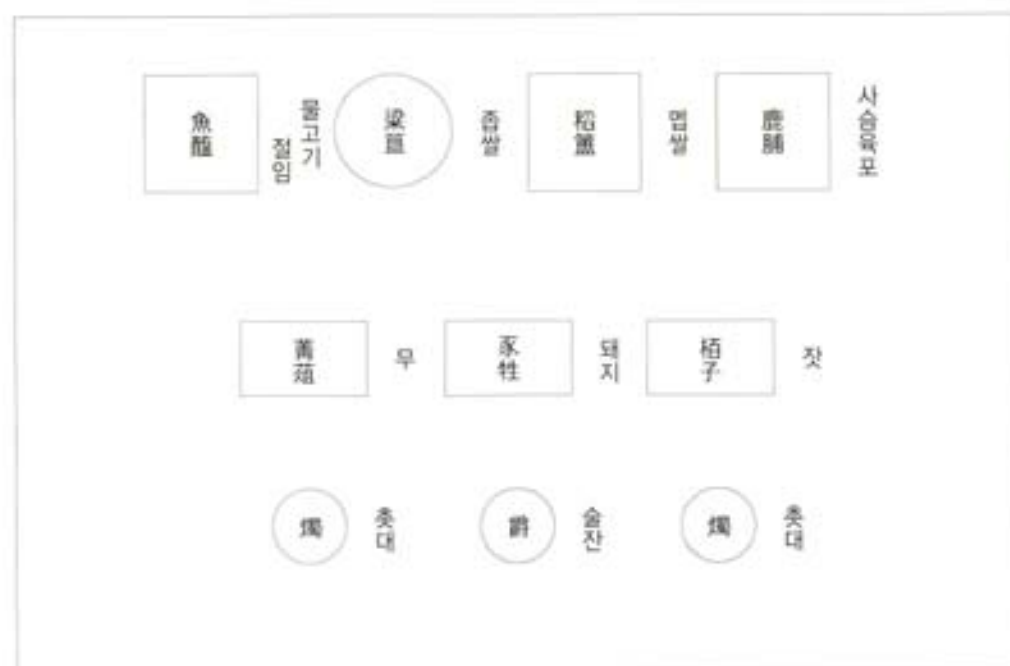 魚醢
물고기
절임
좁쌀
稻簠
멥쌀
鹿脯
사슴육포
菁菹
무
豕牲
돼지
栢子
잣
燭
촛대
爵
술잔
燭
촛대